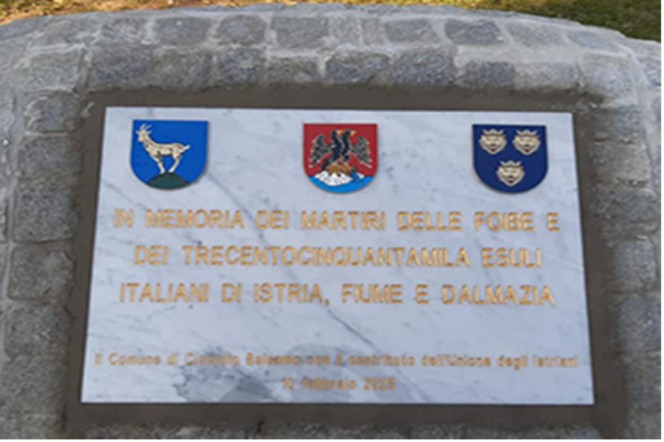 IN MEMORIA DEI MARTIRI DELLE FOIBE E
DEI TRECENTOCINQUANTAMILA ESULI
ITALIANI DI ISTRIA, FIUME E DALMAZIA
Il Comune di Cinisello Balsamo con il contributo dell'Unione degli Istriani
10 febbraio